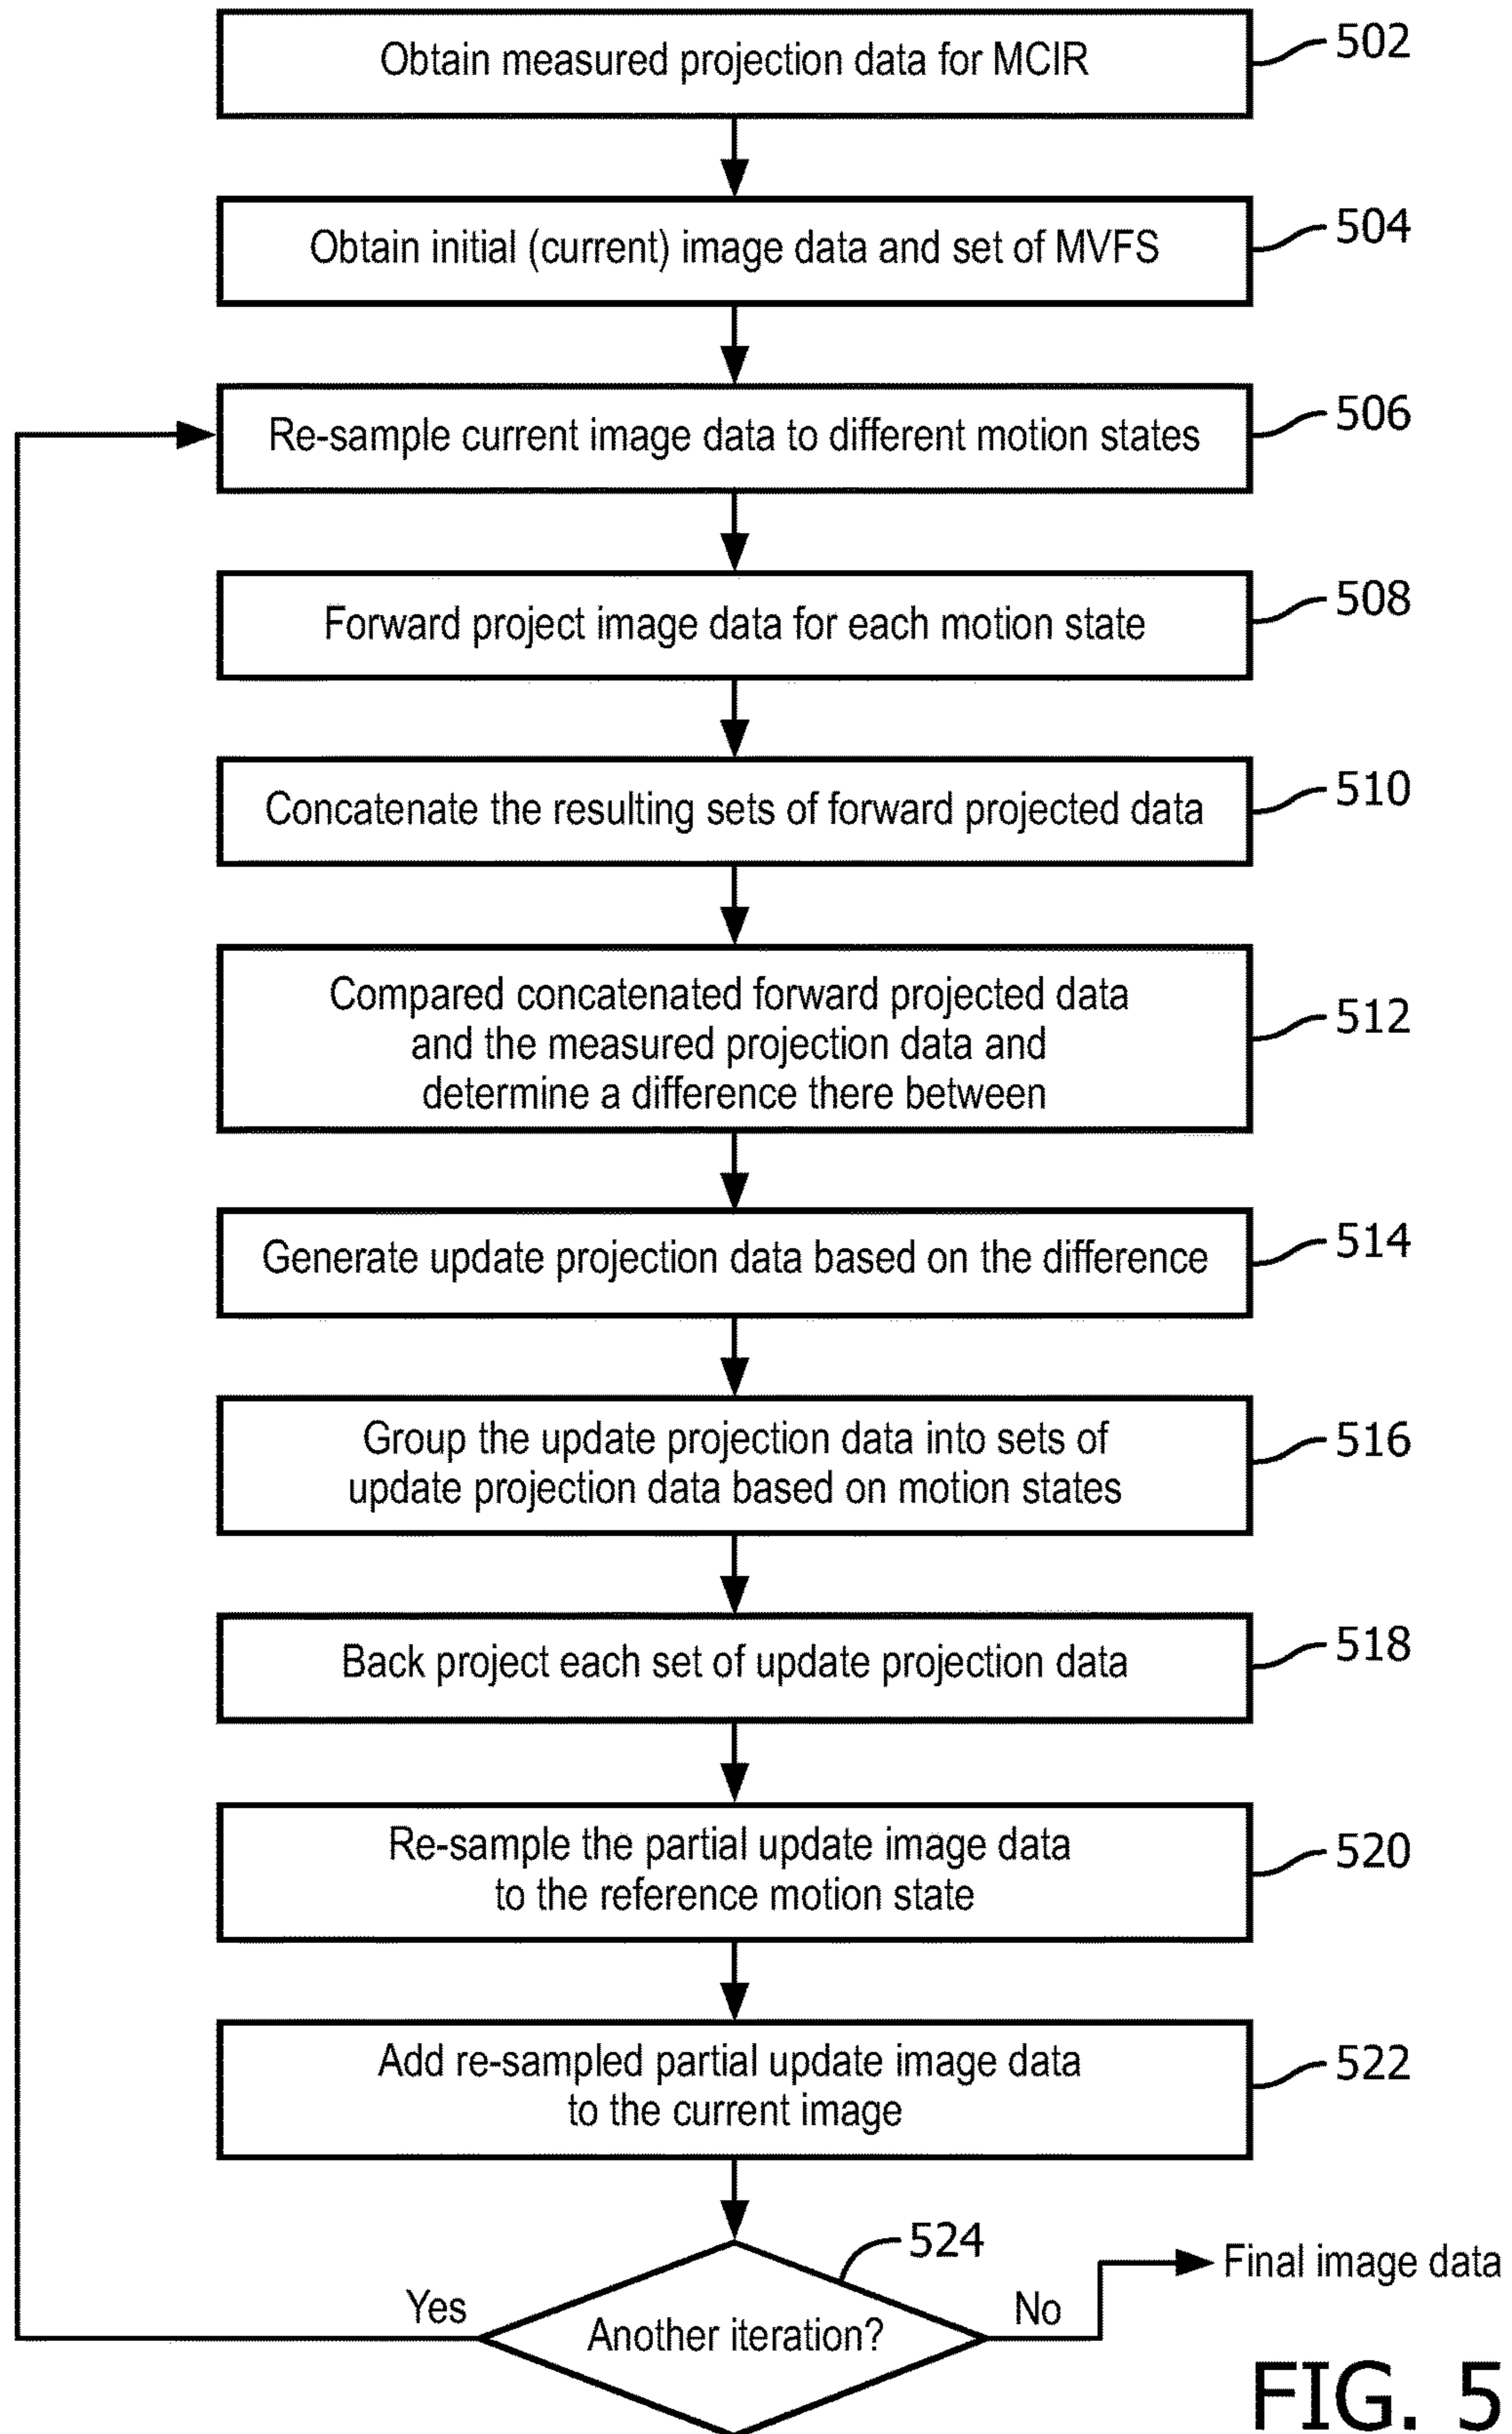 Obtain measured projection data for MCIR
502
Obtain initial (current) image data and set of MVFS
504
Re-sample current image data to different motion states
506
Forward project image data for each motion state
508
Concatenate the resulting sets of forward projected data
510
Compared concatenated forward projected data
and the measured projection data and
determine a difference there between
512
Generate update projection data based on the difference
514
Group the update projection data into sets of
update projection data based on motion states
516
Back project each set of update projection data
518
Re-sample the partial update image data
to the reference motion state
520
Add re-sampled partial update image data
to the current image
522
524
Another iteration?
Yes
No
Final image data
FIG. 5